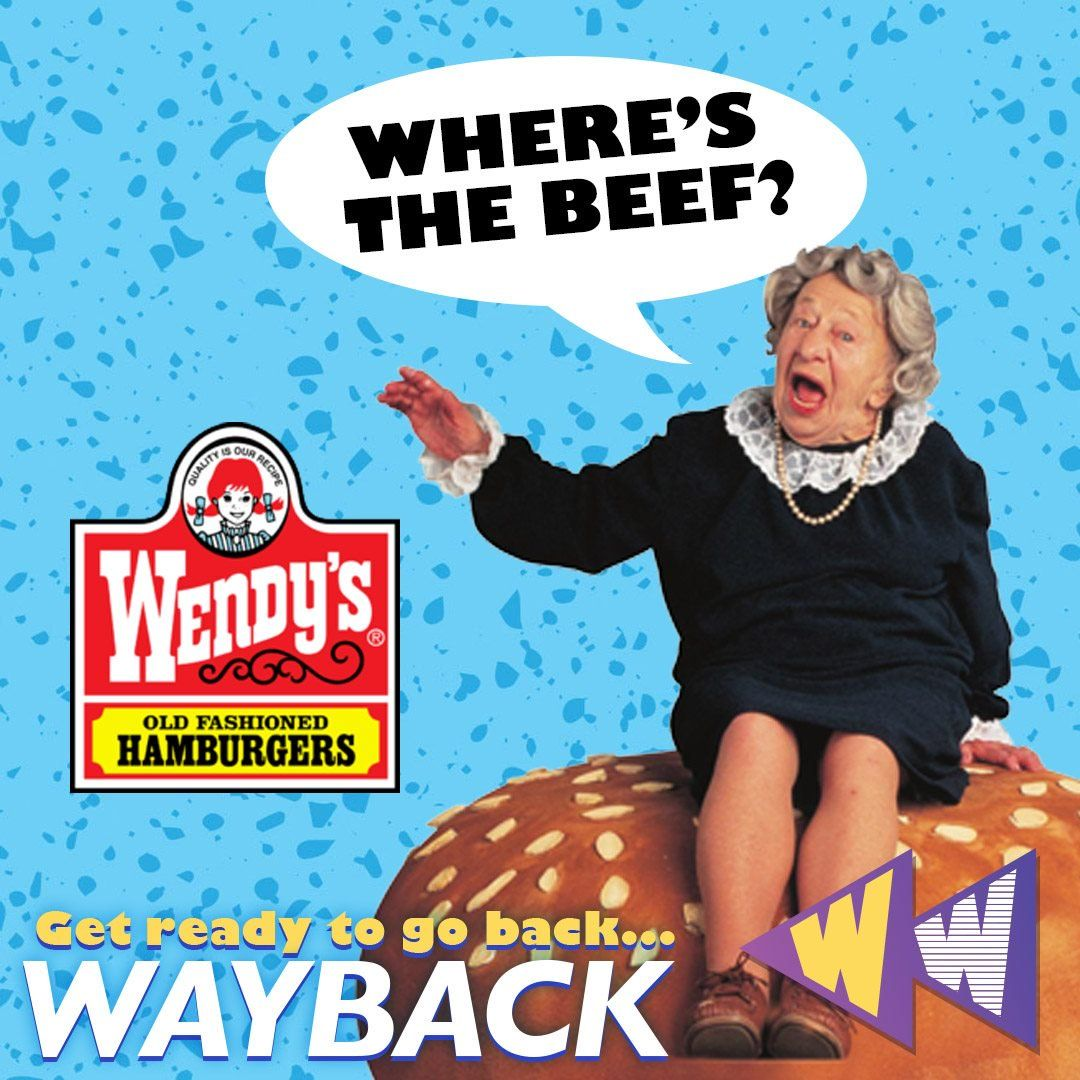 WHERE'S
THE BEEF?
QUALITY IS OUR RECIPE
WENDY'S®
OLD FASHIONED
HAMBURGERS
Get ready to go back...
WAYBACK
W W